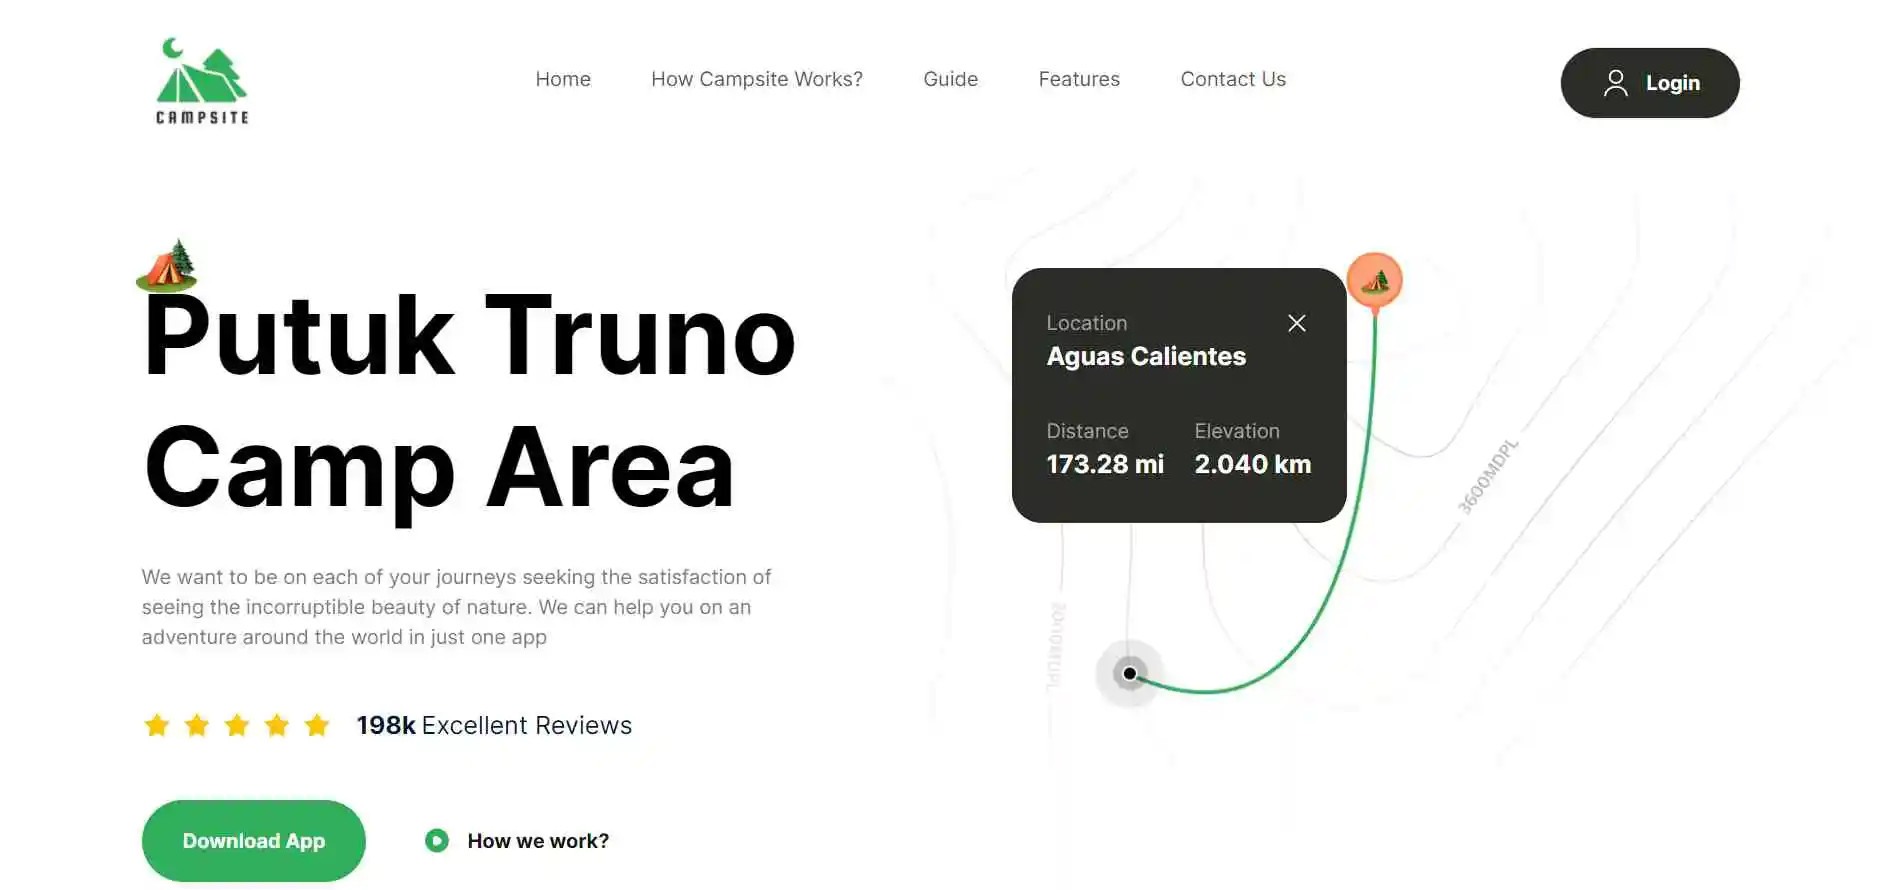 CAMPSITE
Home
How Campsite Works?
Guide
Features
Contact Us
Login
Putuk Truno
Camp Area
We want to be on each of your journeys seeking the satisfaction of
seeing the incorruptible beauty of nature. We can help you on an
adventure around the world in just one app
198k Excellent Reviews
Download App
How we work?
Location
Aguas Calientes
Distance
173.28 mi
Elevation
2.040 km
3600MDPL